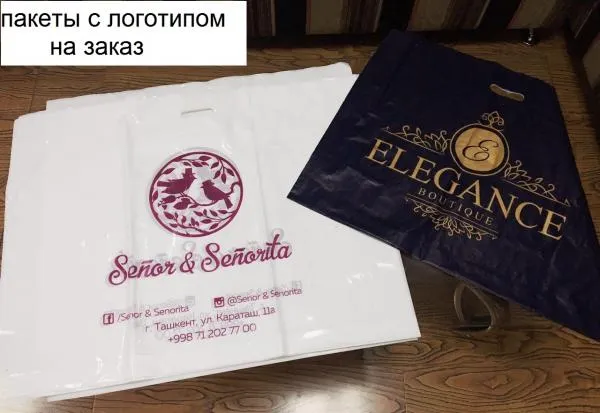 пакеты с логотипом
на заказ
Señor & Señorita
/Senor & Senorita
@Senor & Senorita
г. Ташкент, ул. Караташ, 11а
+998 71 202 77 00
E
ELEGANCE
BOUTIQUE